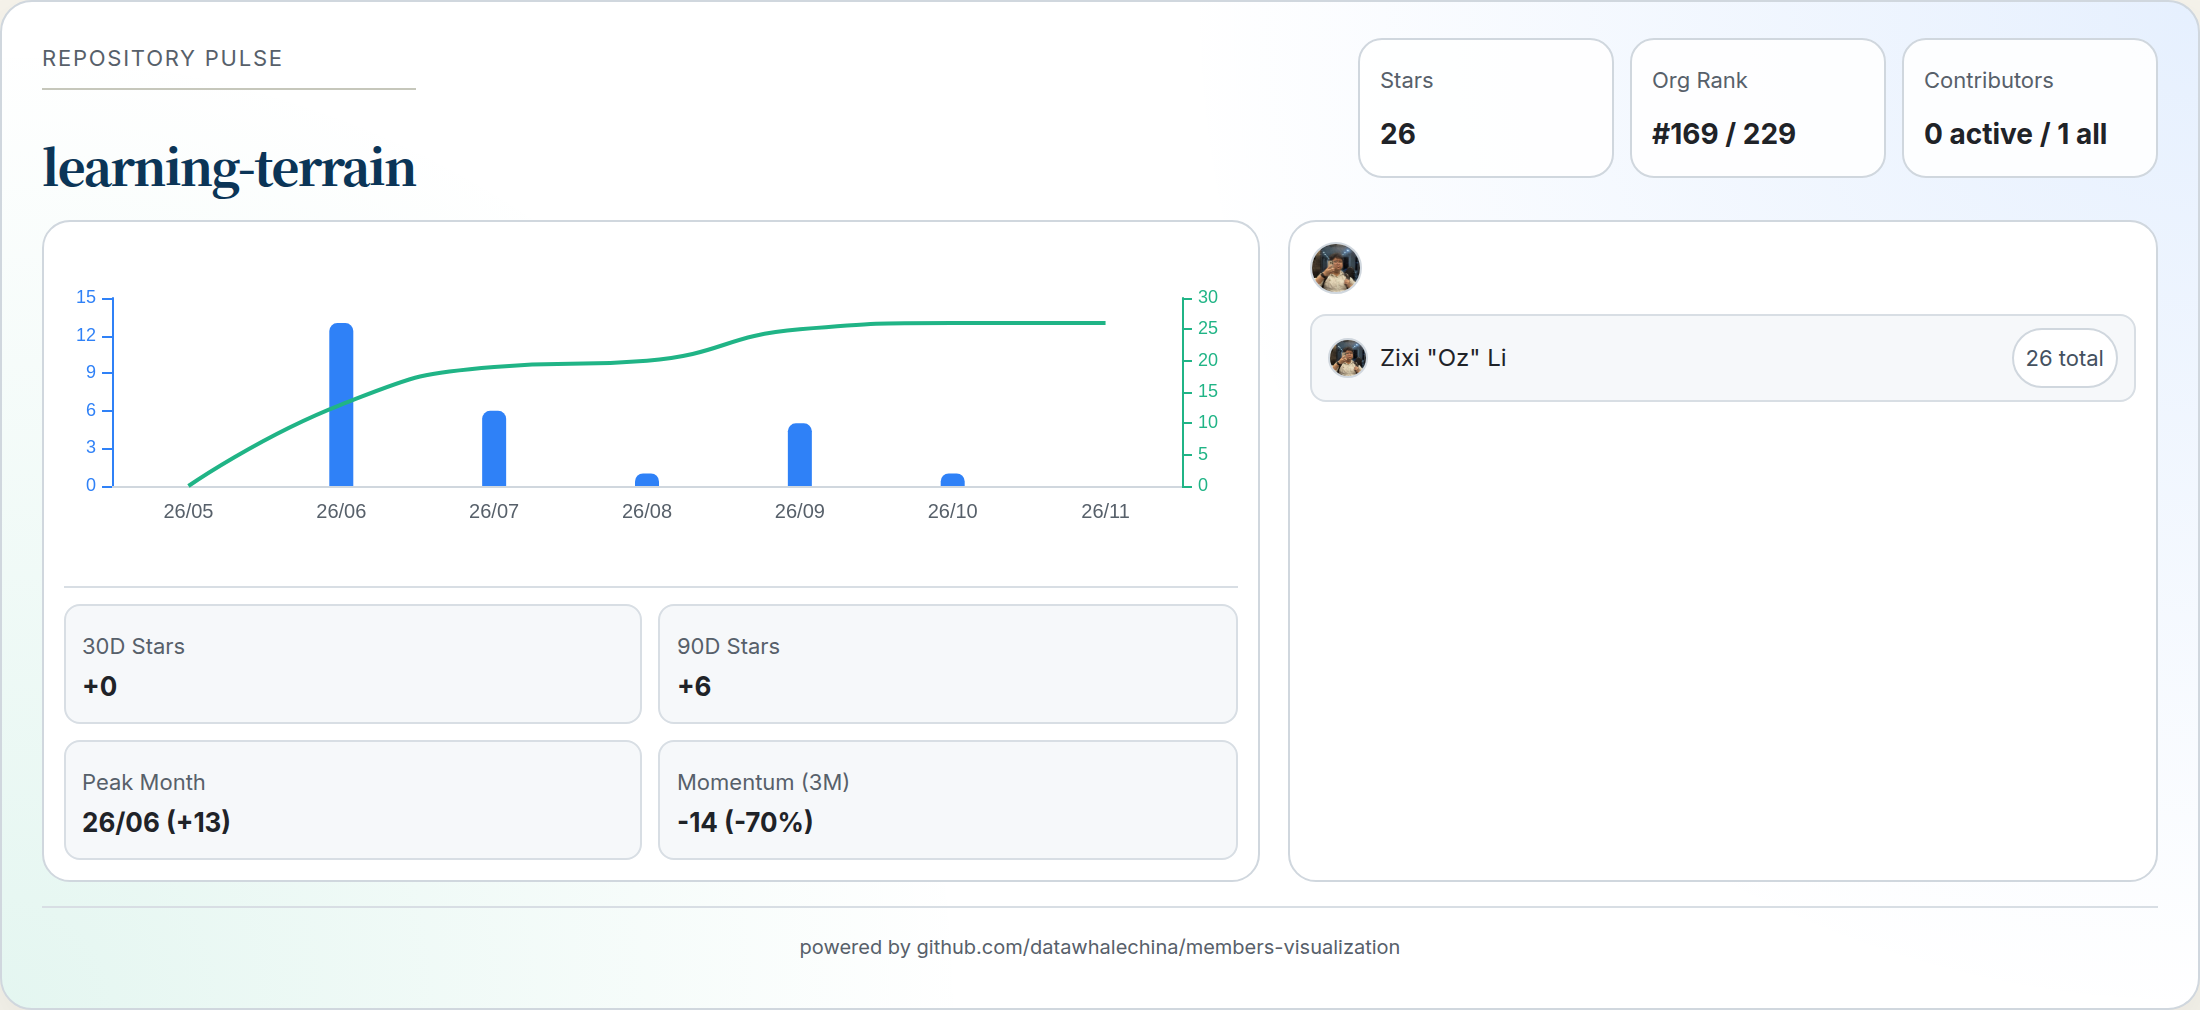 REPOSITORY PULSE
learning-terrain
Stars
26
Org Rank
#169 / 229
Contributors
0 active / 1 all
15
12
9
6
3
0
30
25
20
15
10
5
0
26/05
26/06
26/07
26/08
26/09
26/10
26/11
30D Stars
+0
90D Stars
+6
Peak Month
26/06 (+13)
Momentum (3M)
-14 (-70%)
Zixi "Oz" Li
26 total
powered by github.com/datawhalechina/members-visualization